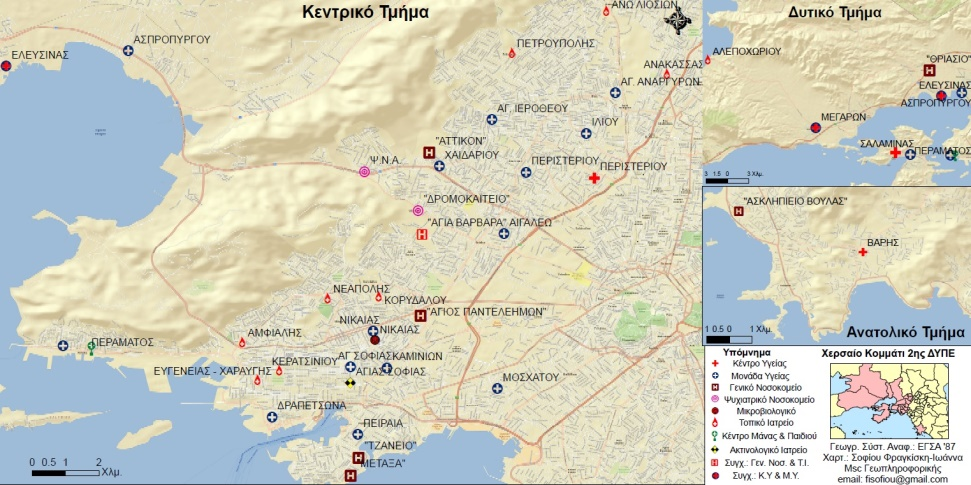 Κεντρικό Τμήμα
ΑΝΩ ΛΙΟΣΙΩΝ
ΑΣΠΡΟΠΥΡΓΟΥ
ΕΛΕΥΣΙΝΑΣ
ΠΕΤΡΟΥΠΟΛΗΣ
ΑΝΑΚΑΣΣΑΣ
ΑΓ. ΑΝΑΡΓΥΡΩΝ
ΑΓ. ΙΕΡΟΘΕΟΥ
ΙΛΙΟΥ
"ΑΤΤΙΚΟΝ"
ΧΑΙΔΑΡΙΟΥ
Ψ.Ν.Α.
ΠΕΡΙΣΤΕΡΙΟΥ
ΠΕΡΙΣΤΕΡΙΟΥ
"ΔΡΟΜΟΚΑΙΤΕΙΟ"
"ΑΓΙΑ ΒΑΡΒΑΡΑ" ΑΙΓΑΛΕΩ
ΝΕΑΠΟΛΗΣ
ΚΟΡΥΔΑΛΟΥ
"ΑΓΙΟΣ ΠΑΝΤΕΛΕΗΜΩΝ"
ΝΙΚΑΙΑΣ
ΝΙΚΑΙΑΣ
ΑΜΦΙΑΛΗΣ
ΠΕΡΑΜΑΤΟΣ
ΚΕΡΑΤΣΙΝΙΟΥ
ΑΓ ΣΟΦΙΑΣ
ΚΑΜΙΝΙΩΝ
ΕΥΓΕΝΕΙΑΣ - ΧΑΡΑΥΓΗΣ
ΑΓΙΑΣ ΣΟΦΙΑΣ
ΜΟΣΧΑΤΟΥ
ΔΡΑΠΕΤΣΩΝΑ
ΠΕΙΡΑΙΑ
"ΤΖΑΝΕΙΟ"
ΜΕΤΑΞΑ"
0 0.5 1 2
Χλμ.
Δυτικό Τμήμα
ΑΛΕΠΟΧΩΡΙΟΥ
"ΘΡΙΑΣΙΟ"
ΕΛΕΥΣΙΝΑΣ
ΑΣΠΡΟΠΥΡΓΟΥ
ΜΕΓΑΡΩΝ
ΣΑΛΑΜΙΝΑΣ
ΠΕΡΑΜΑΤΟΣ
3 1.5 0 3 Χλμ.
"ΑΣΚΛΗΠΙΕΙΟ ΒΟΥΛΑΣ"
ΒΑΡΗΣ
1 0.5 0 1 Χλμ.
Ανατολικό Τμήμα
Υπόμνημα
Κέντρο Υγείας
Μονάδα Υγείας
Γενικό Νοσοκομείο
Ψυχιατρικό Νοσοκομείο
Μικροβιολογικό
Τοπικό Ιατρείο
Κέντρο Μάνας & Παιδιού
Ακτινολογικό Ιατρείο
Συγχ.: Γεν. Νοσ. & Τ.Ι.
Συγχ.: Κ.Υ & Μ.Υ.
Χερσαίο Κομμάτι 2ης ΔΥΠΕ
Γεωγρ. Σύστ. Αναφ.: ΕΓΣΑ '87
Χαρτ.: Σοφίου Φραγκίσκη-Ιωάννα
Msc Γεωπληροφορικής
email: fisofiou@gmail.com